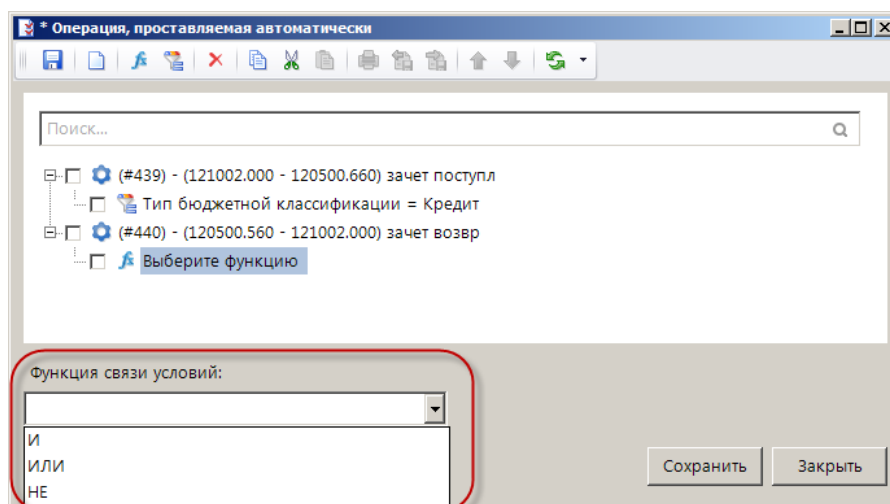 * Операция, проставляемая автоматически
Поиск...
(#439) - (121002.000 - 120500.660) зачет поступл
Тип бюджетной классификации = Кредит
(#440) - (120500.560 - 121002.000) зачет возвр
Выберите функцию
Функция связи условий:
И
ИЛИ
НЕ
Сохранить
Закрыть